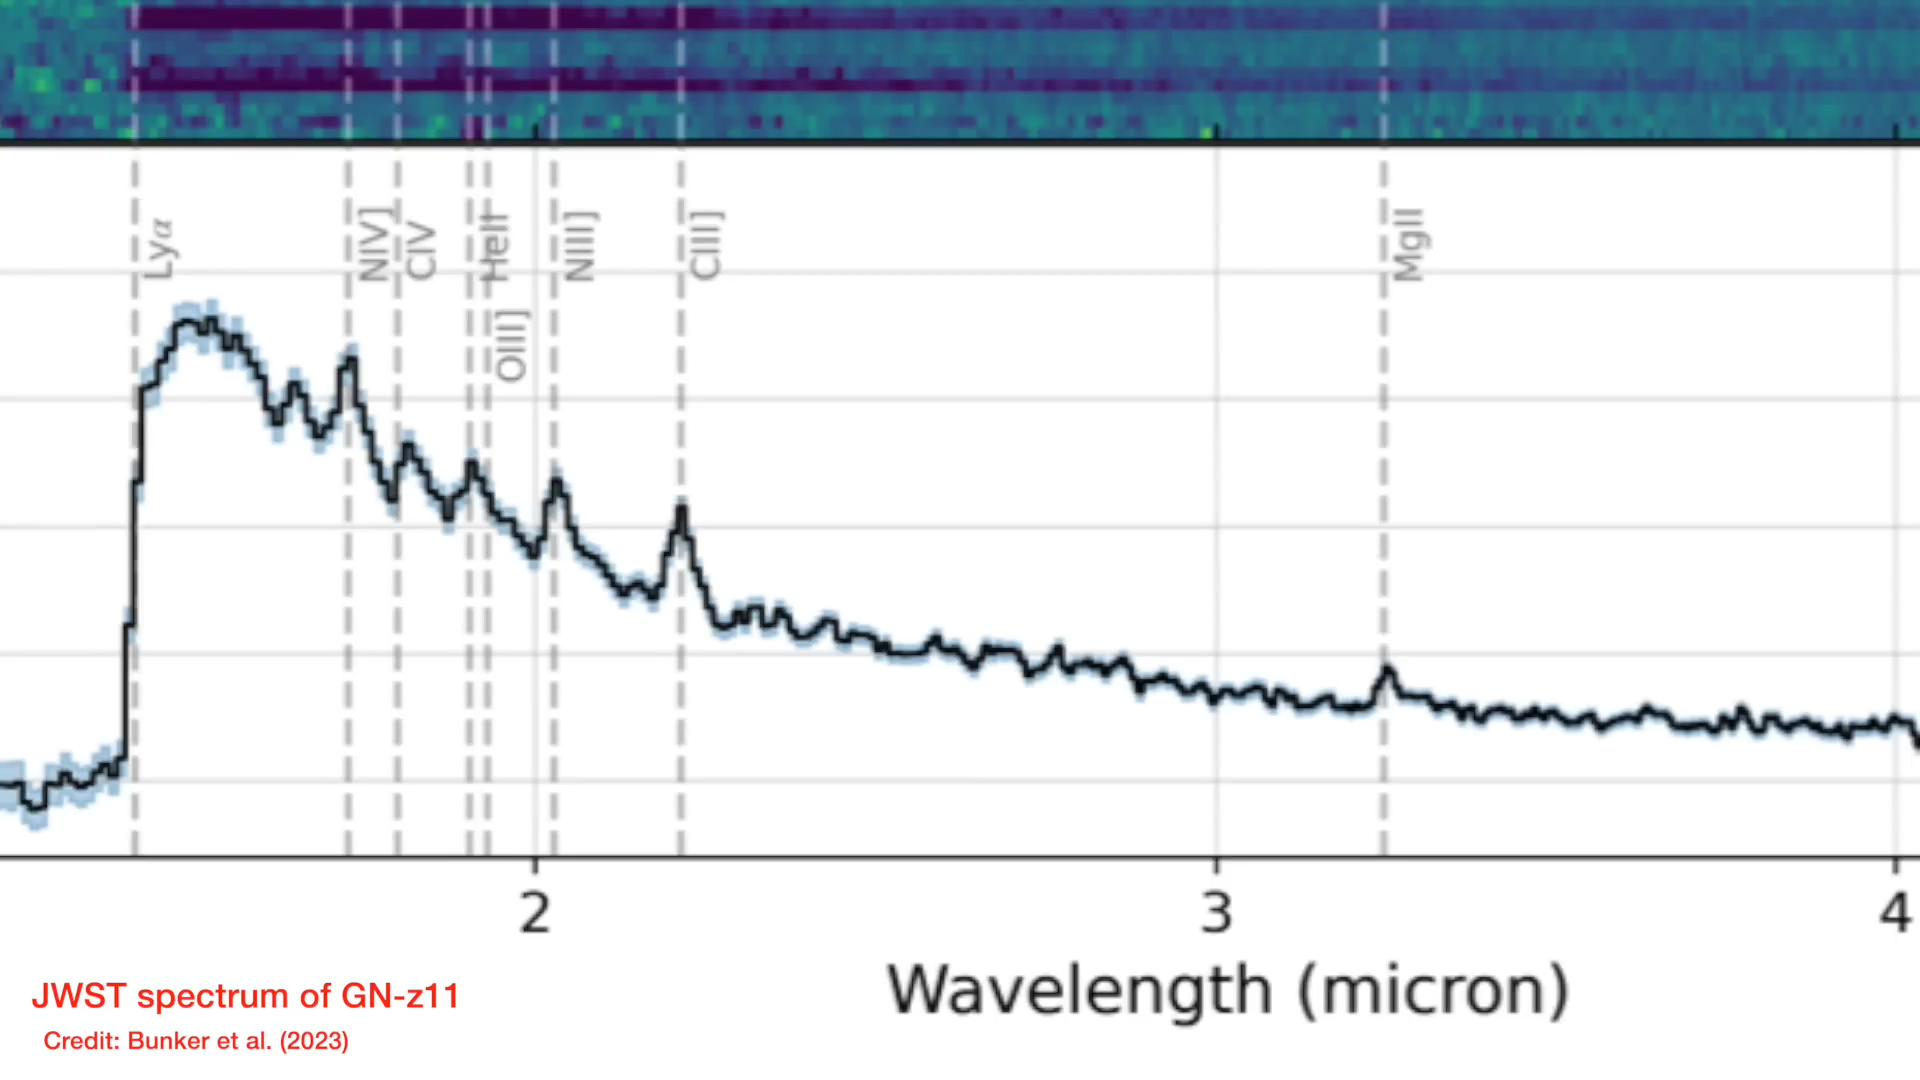 Lyα
NIV]
CIV
HeII
OIII]
NIII]
CIII]
MgII
2
3
4
Wavelength (micron)
JWST spectrum of GN-z11
Credit: Bunker et al. (2023)